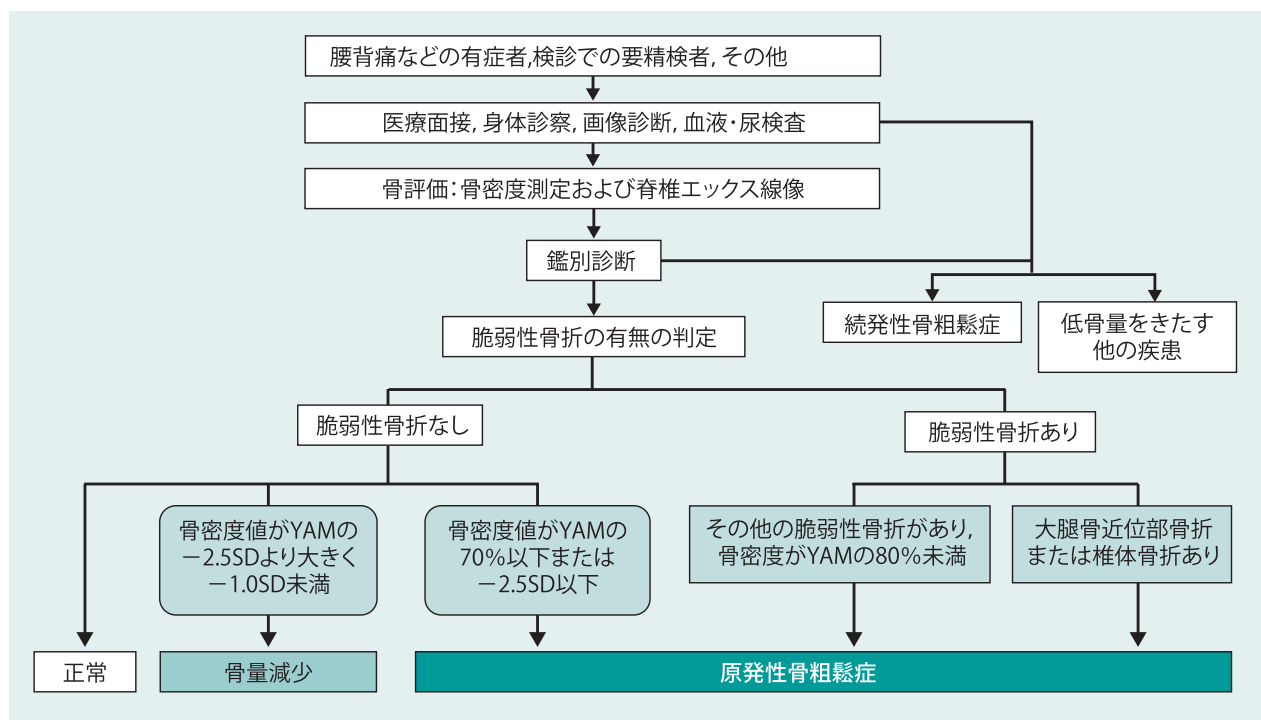 腰背痛などの有症者,検診での要精検者, その他
医療面接, 身体診察, 画像診断, 血液・尿検査
骨評価：骨密度測定および脊椎エックス線像
鑑別診断
続発性骨粗鬆症
低骨量をきたす
他の疾患
脆弱性骨折の有無の判定
脆弱性骨折なし
脆弱性骨折あり
骨密度値がYAMの
－2.5SDより大きく
－1.0SD未満
骨密度値がYAMの
70％以下または
－2.5SD以下
その他の脆弱性骨折があり,
骨密度がYAMの80％未満
大腿骨近位部骨折
または椎体骨折あり
正常
骨量減少
原発性骨粗鬆症